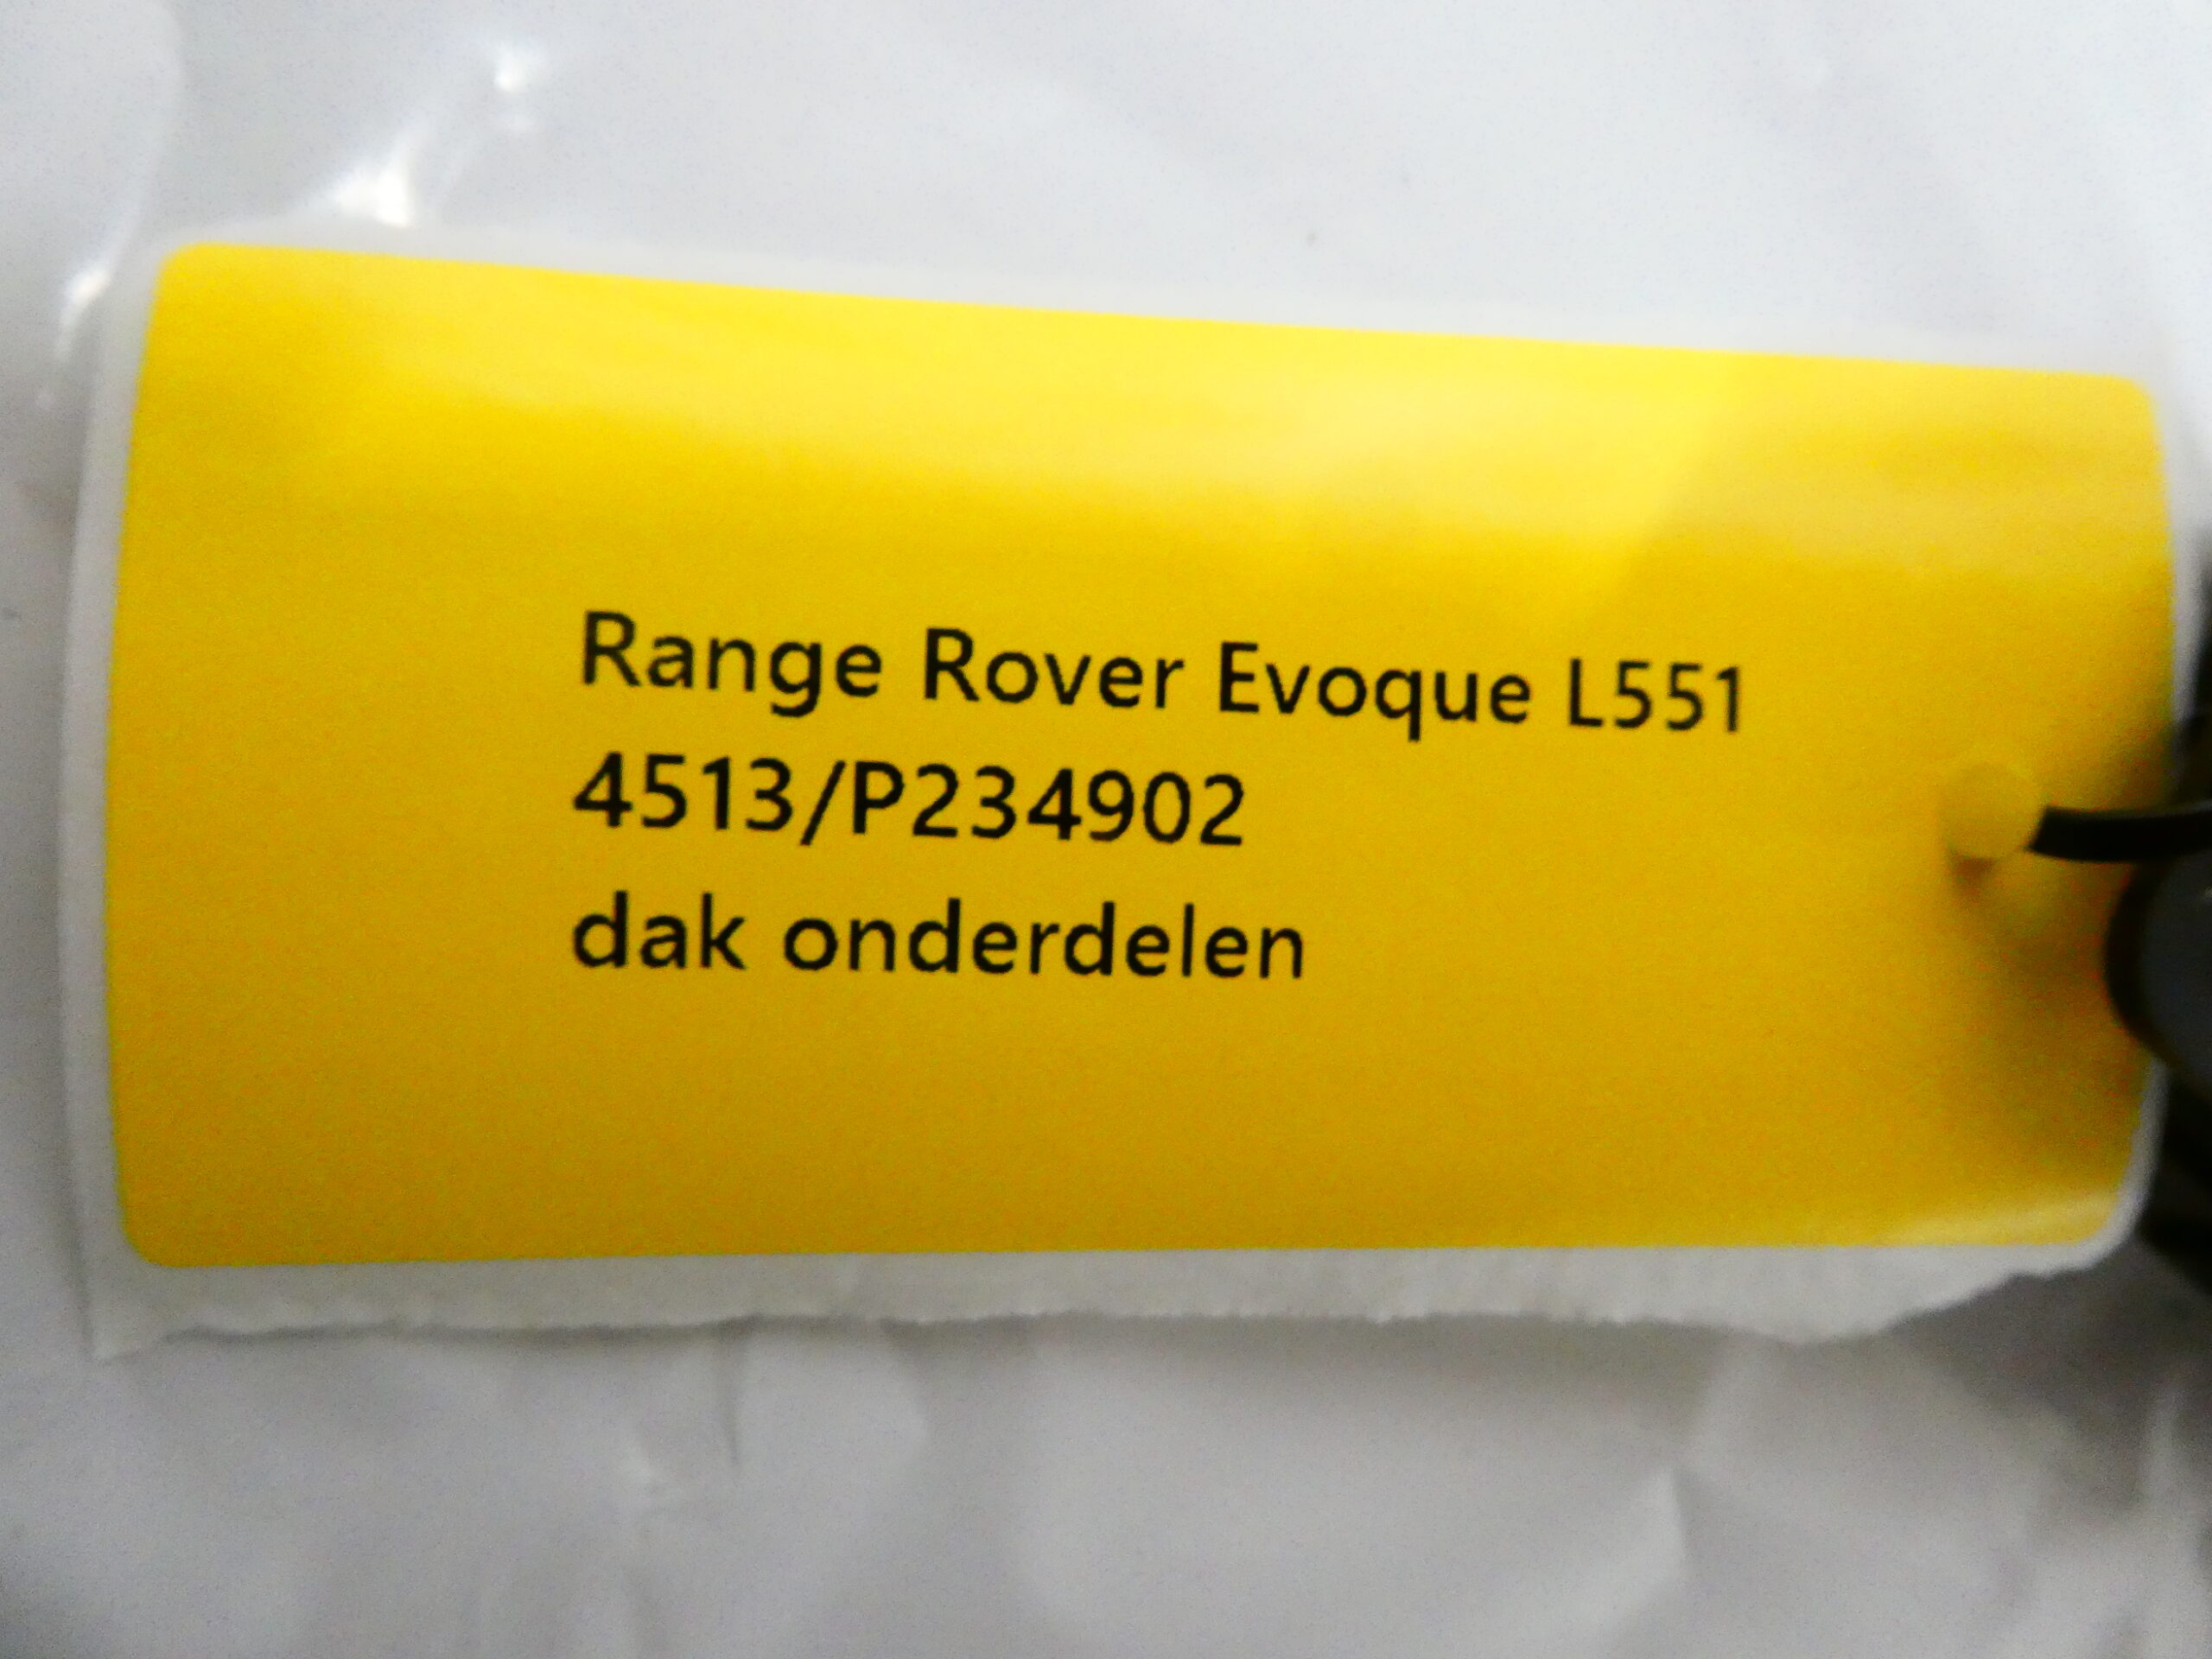 Range Rover Evoque L551
4513/P234902
dak onderdelen